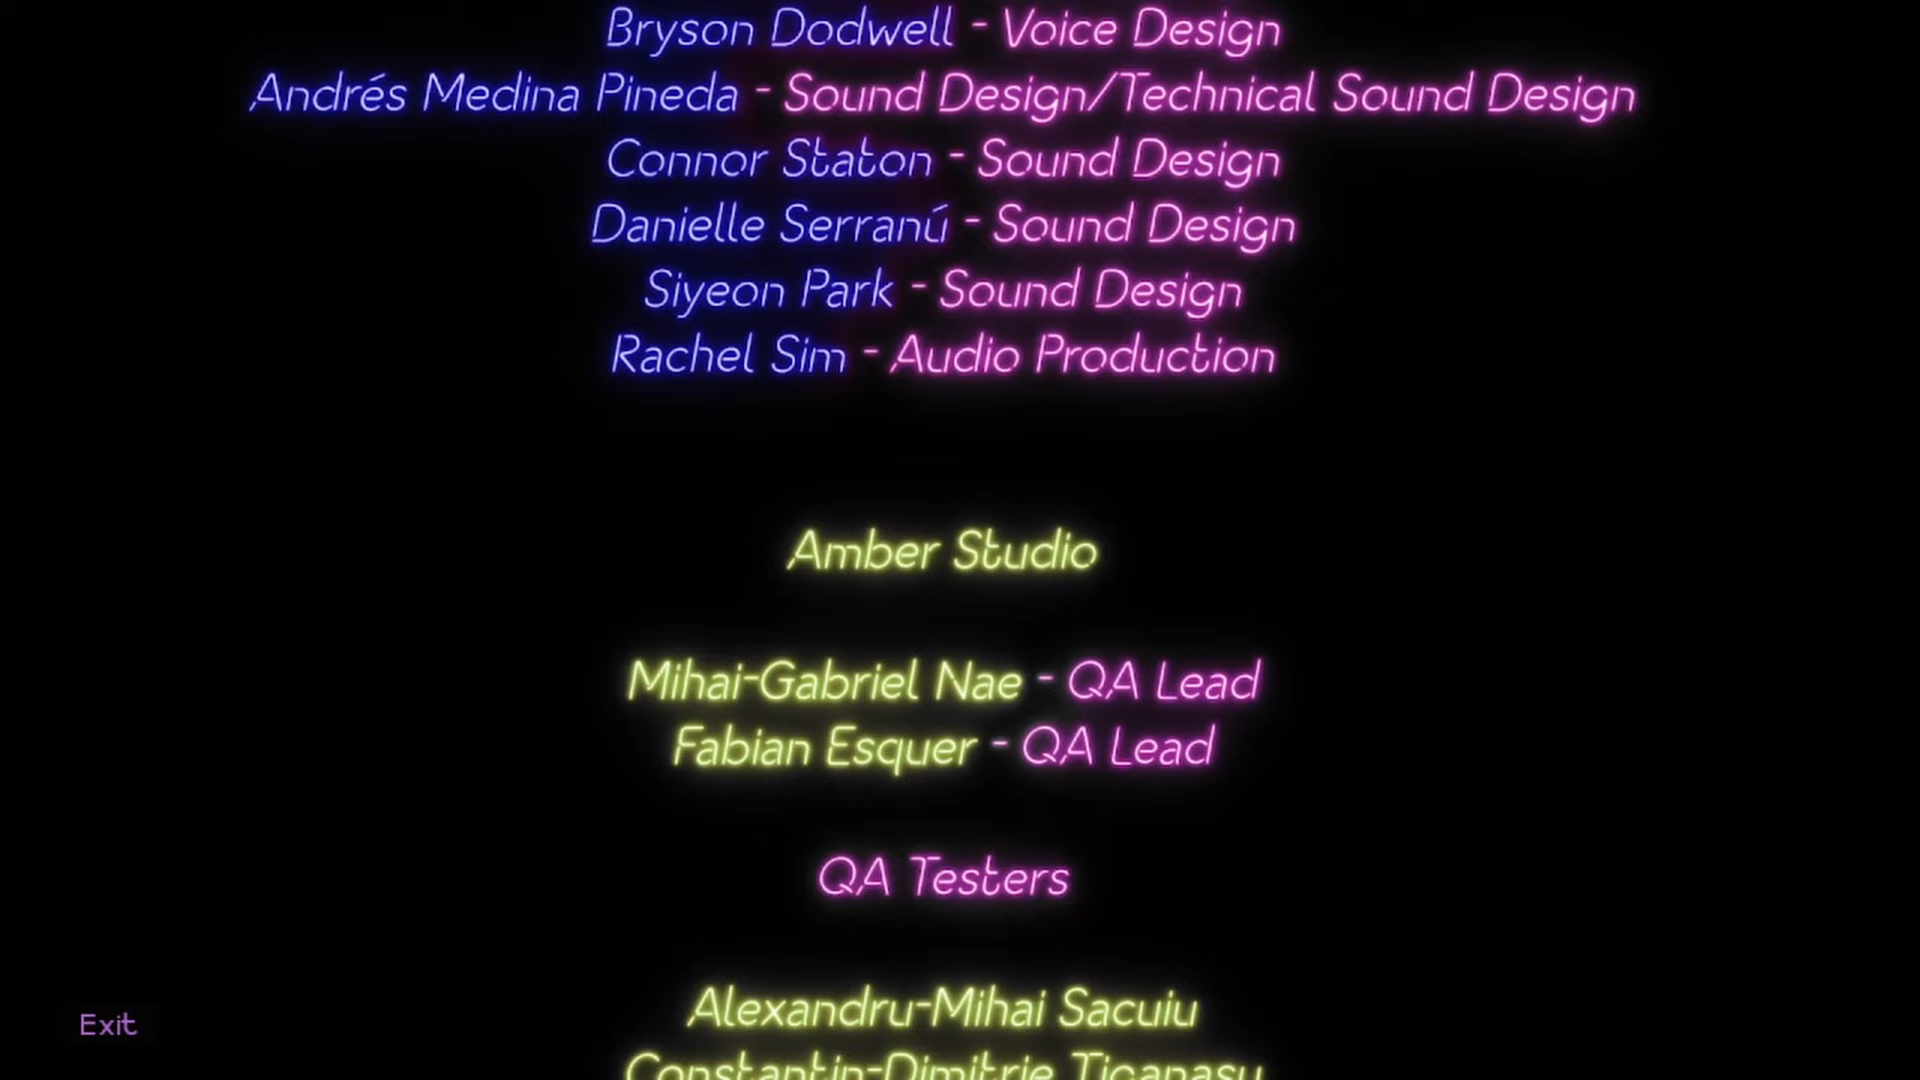 Bryson Dodwell - Voice Design
Andrés Medina Pineda - Sound Design/Technical Sound Design
Connor Staton - Sound Design
Danielle Serranú - Sound Design
Siyeon Park - Sound Design
Rachel Sim - Audio Production
Amber Studio
Mihai-Gabriel Nae - QA Lead
Fabian Esquer - QA Lead
QA Testers
Alexandru-Mihai Sacuiu
Constantin-Dimitrie
Exit